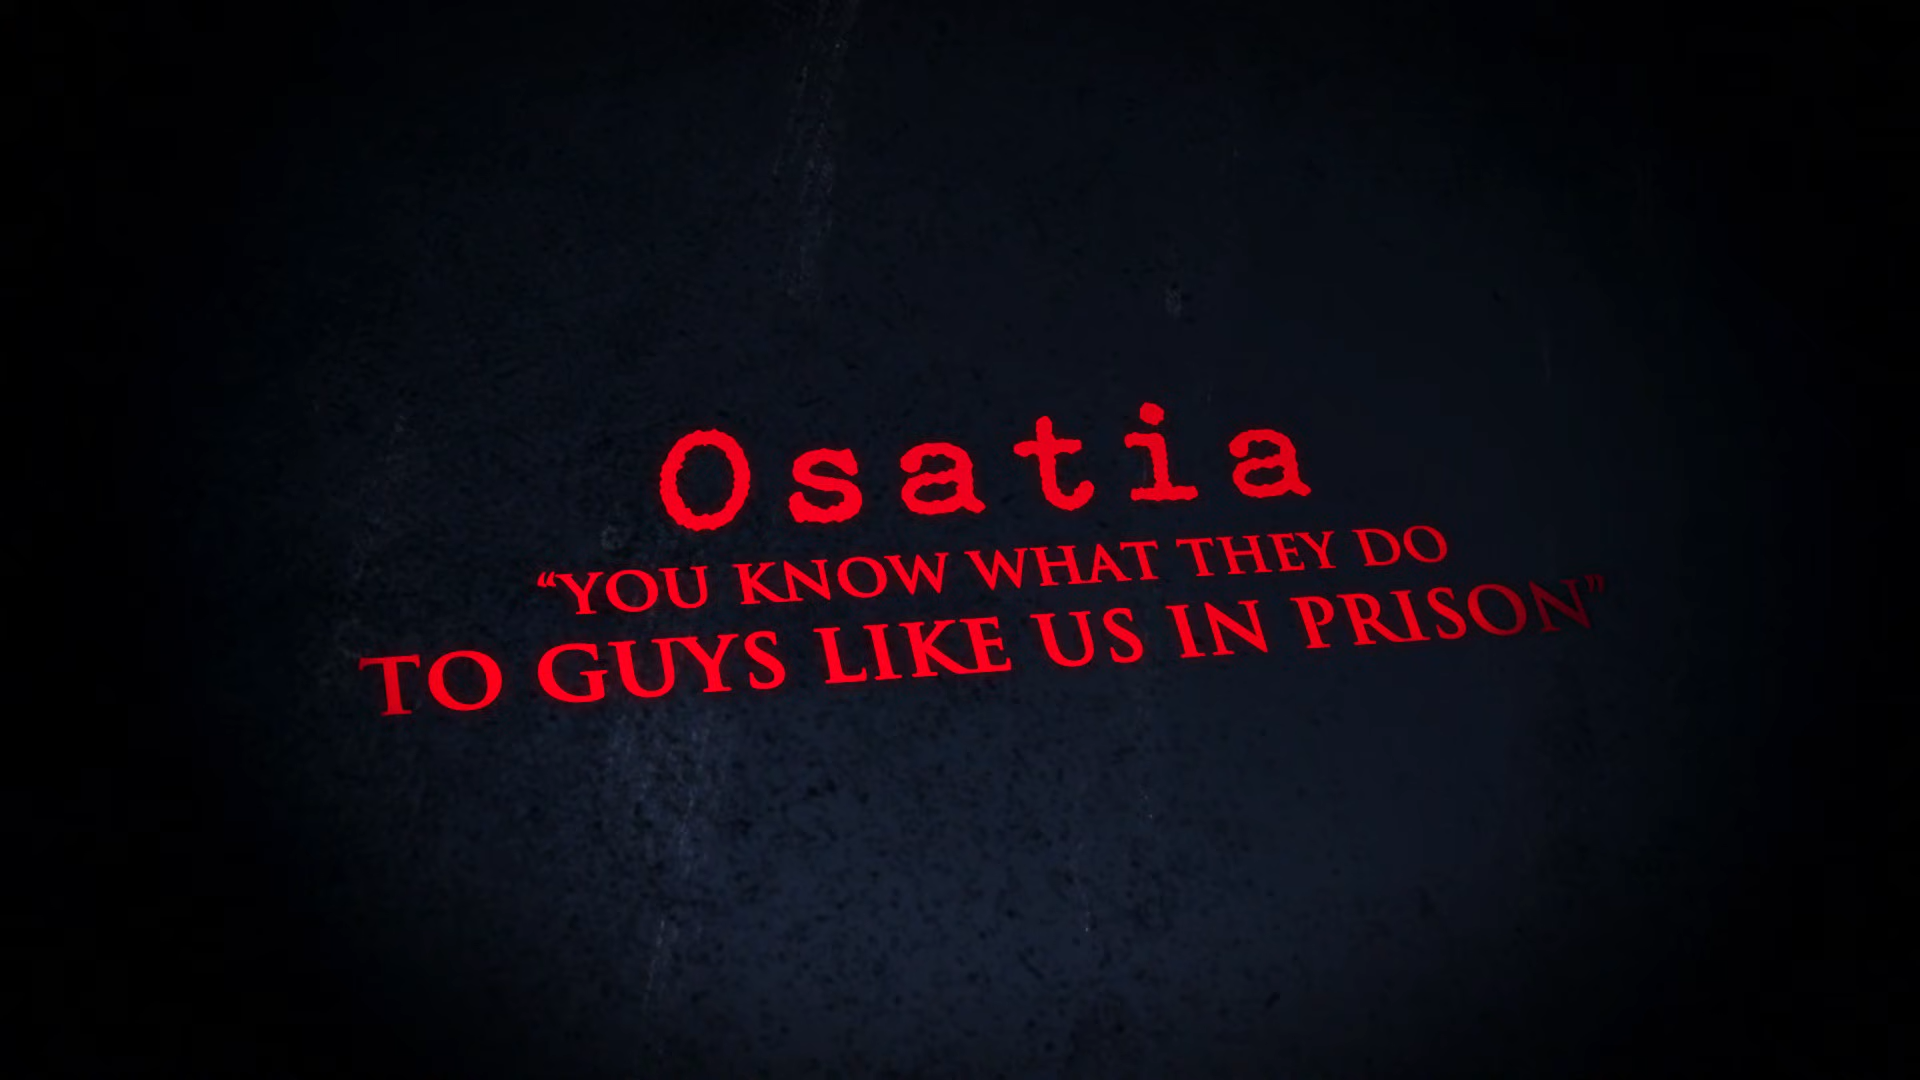 Osatia
“YOU KNOW WHAT THEY DO
TO GUYS LIKE US IN PRISON”